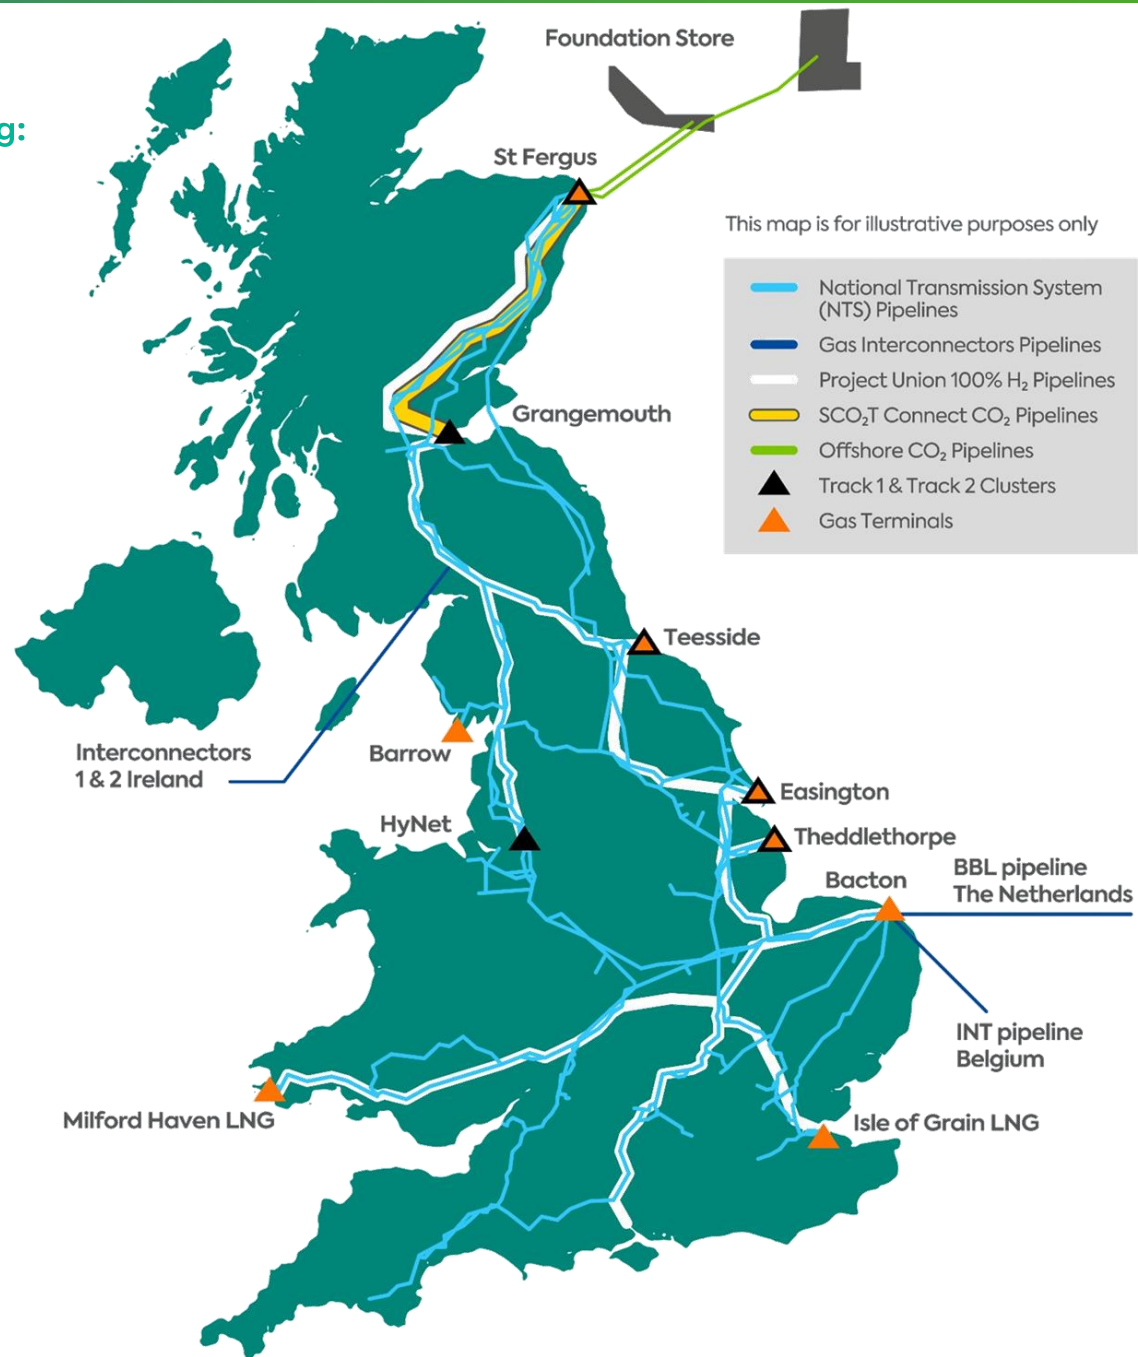 g:
Foundation Store
St Fergus
This map is for illustrative purposes only
National Transmission System
(NTS) Pipelines
Gas Interconnectors Pipelines
Project Union 100% H₂ Pipelines
SCO₂T Connect CO₂ Pipelines
Offshore CO₂ Pipelines
Track 1 & Track 2 Clusters
Gas Terminals
Grangemouth
Teesside
Interconnectors
1 & 2 Ireland
Barrow
Easington
HyNet
Theddlethorpe
Bacton
BBL pipeline
The Netherlands
INT pipeline
Belgium
Milford Haven LNG
Isle of Grain LNG